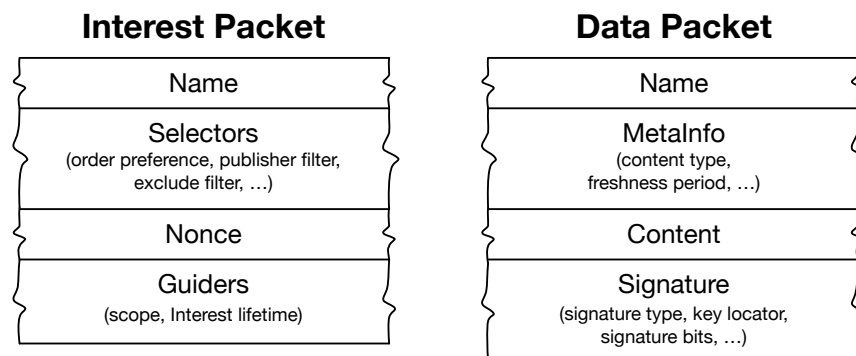 Interest Packet
Name
Selectors
(order preference, publisher filter,
exclude filter, …)
Nonce
Guiders
(scope, Interest lifetime)
Data Packet
Name
MetaInfo
(content type,
freshness period, …)
Content
Signature
(signature type, key locator,
signature bits, …)